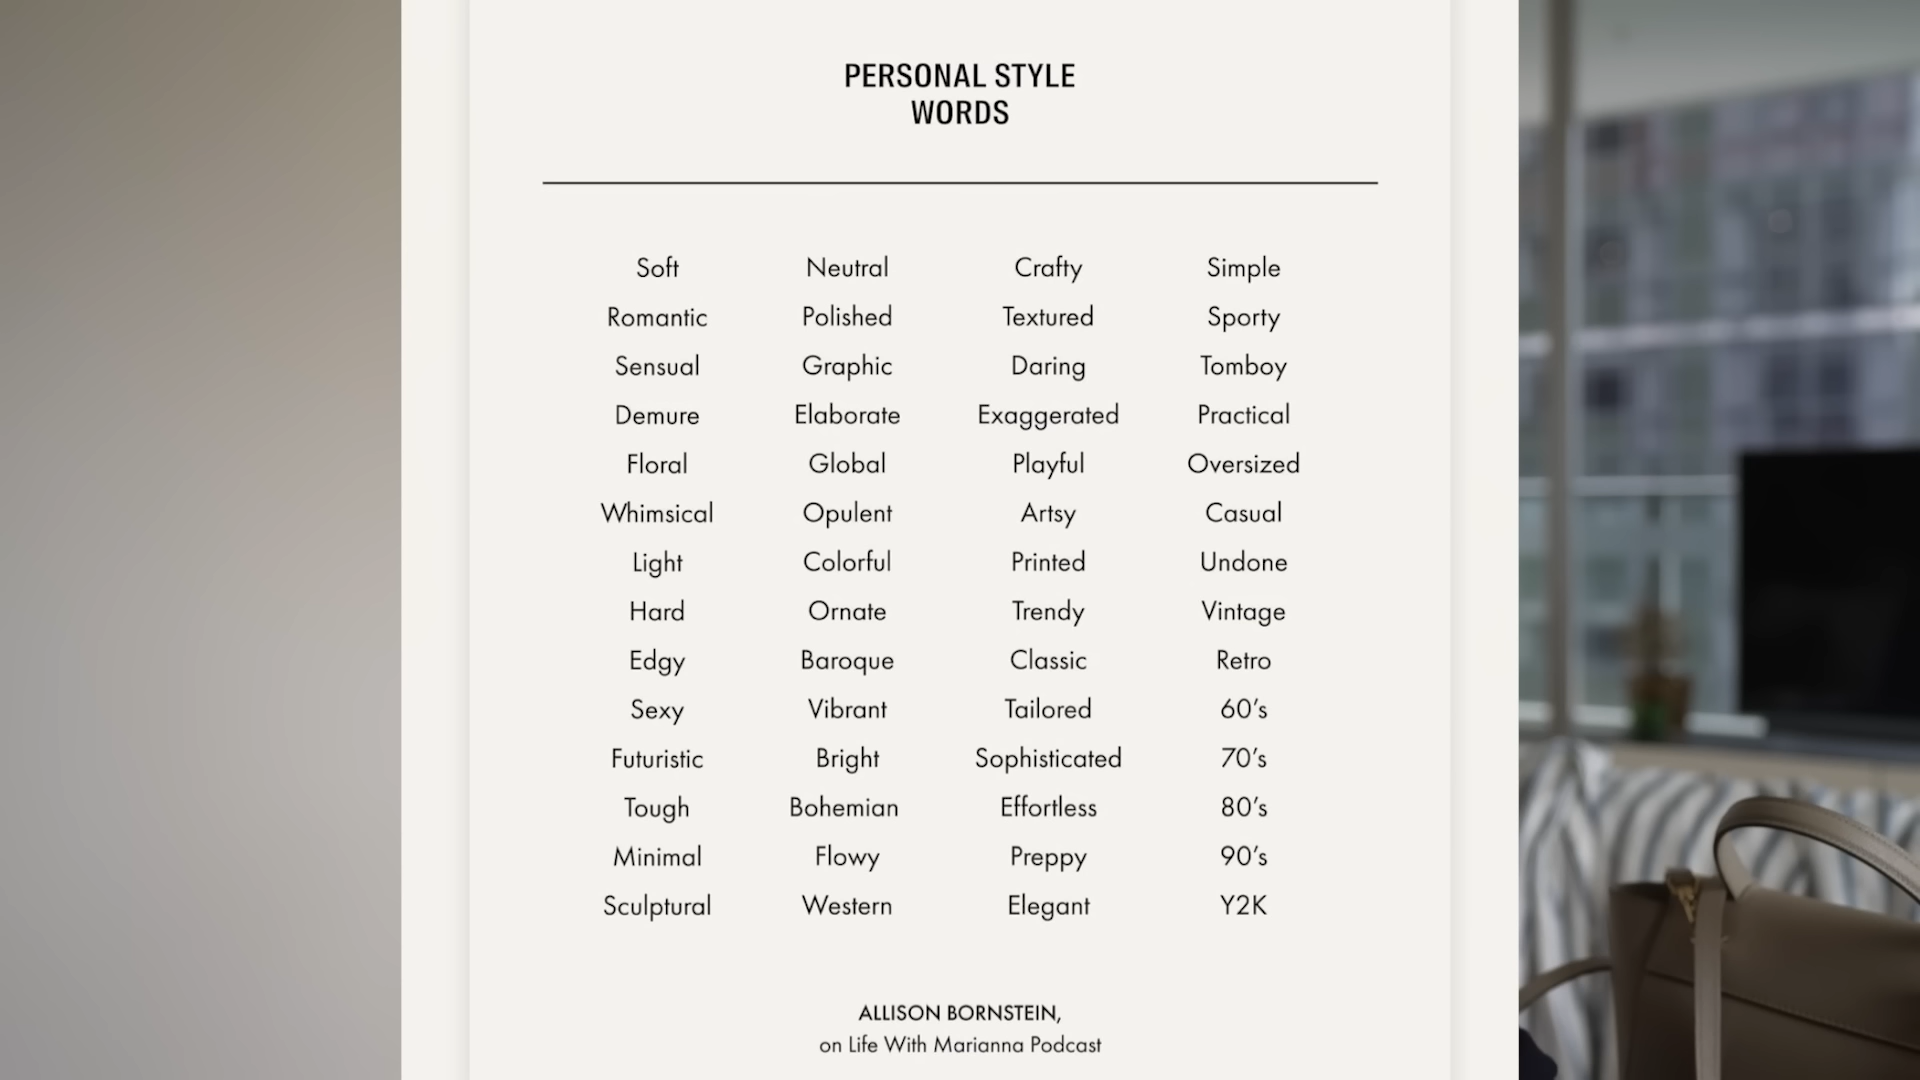 PERSONAL STYLE
WORDS
Soft Neutral Crafty Simple
Romantic Polished Textured Sporty
Sensual Graphic Daring Tomboy
Demure Elaborate Exaggerated Practical
Floral Global Playful Oversized
Whimsical Opulent Artsy Casual
Light Colorful Printed Undone
Hard Ornate Trendy Vintage
Edgy Baroque Classic Retro
Sexy Vibrant Tailored 60's
Futuristic Bright Sophisticated 70's
Tough Bohemian Effortless 80's
Minimal Flowy Preppy 90's
Sculptural Western Elegant Y2K
ALLISON BORNSTEIN,
on Life With Marianna Podcast